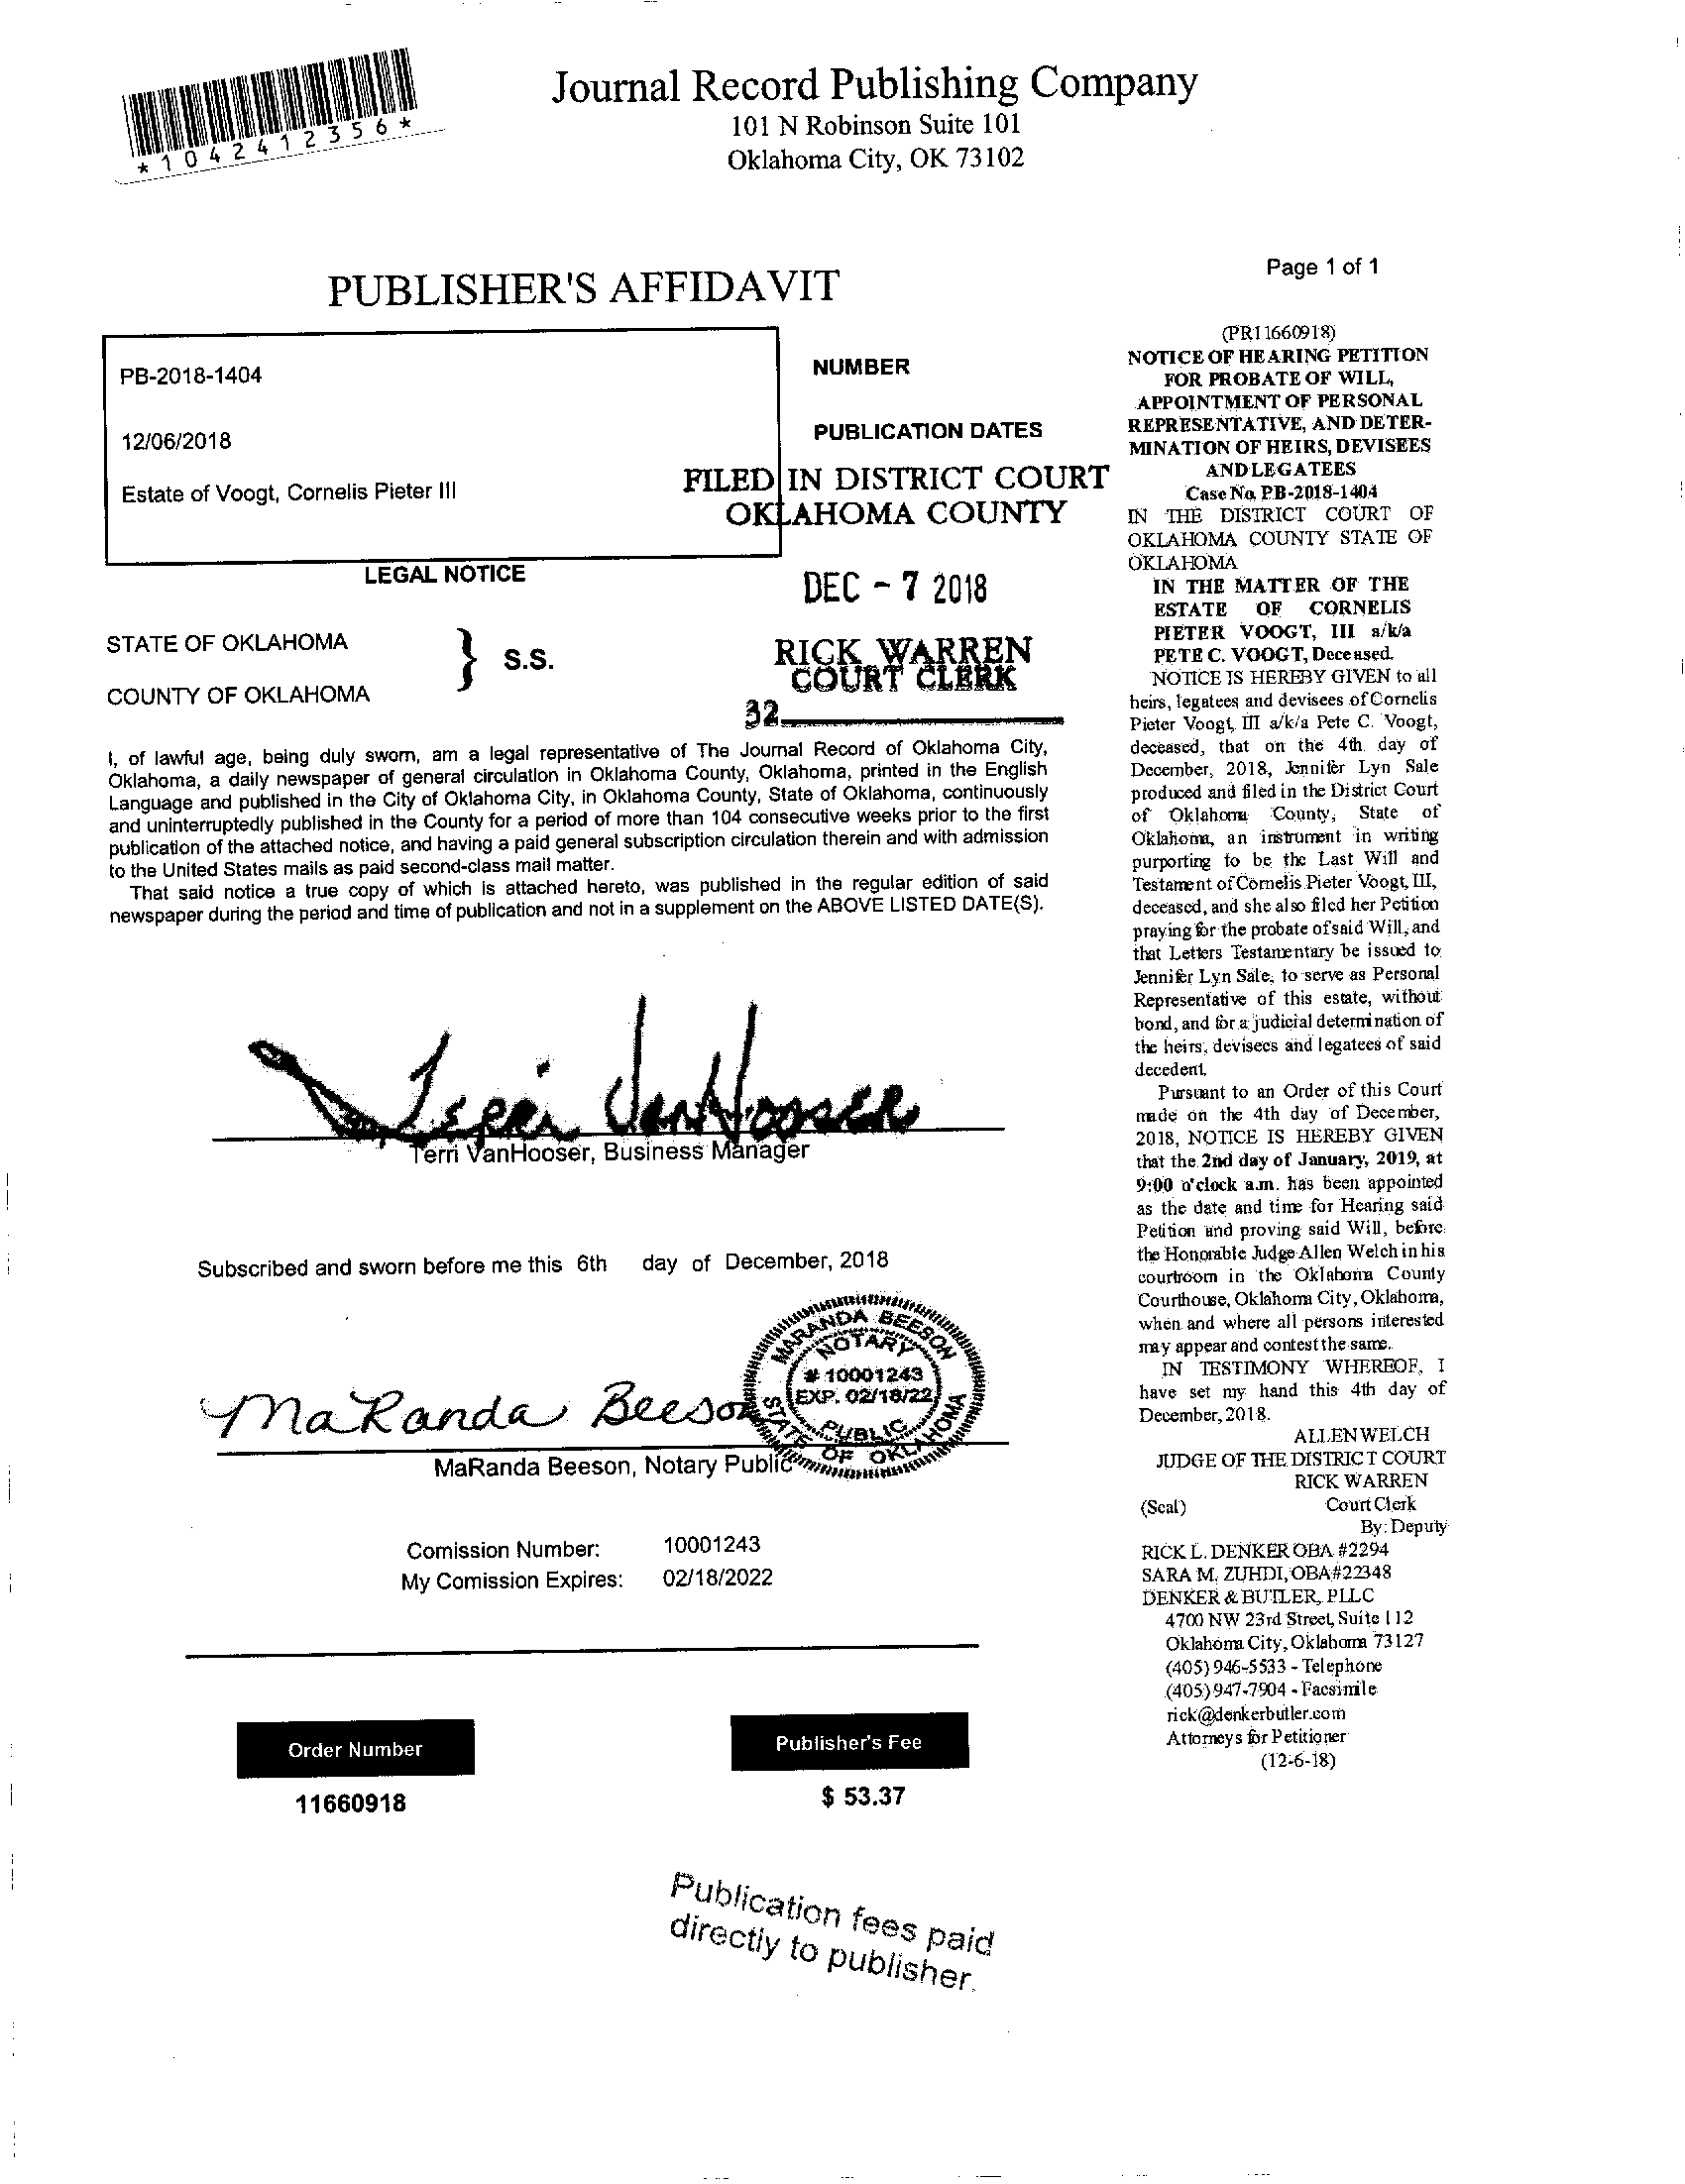 *1042412356*
Journal Record Publishing Company
101 N Robinson Suite 101
Oklahoma City, OK 73102
PUBLISHER'S AFFIDAVIT
Page 1 of 1
PB-2018-1404
NUMBER
12/06/2018
PUBLICATION DATES
Estate of Voogt, Cornelis Pieter III
FILED IN DISTRICT COURT
OKLAHOMA COUNTY
LEGAL NOTICE
DEC - 7 2018
STATE OF OKLAHOMA
} S.S.
COUNTY OF OKLAHOMA
RICK WARREN
COURT CLERK
32
I, of lawful age, being duly sworn, am a legal representative of The Journal Record of Oklahoma City,
Oklahoma, a daily newspaper of general circulation in Oklahoma County, Oklahoma, printed in the English
Language and published in the City of Oklahoma City, in Oklahoma County, State of Oklahoma, continuously
and uninterruptedly published in the County for a period of more than 104 consecutive weeks prior to the first
publication of the attached notice, and having a paid general subscription circulation therein and with admission
to the United States mails as paid second-class mail matter.
That said notice a true copy of which is attached hereto, was published in the regular edition of said
newspaper during the period and time of publication and not in a supplement on the ABOVE LISTED DATE(S).
Terri VanHooser
Terri VanHooser, Business Manager
Subscribed and sworn before me this 6th day of December, 2018
MaRanda Beeson
MARANDA BEESON
NOTARY
# 10001243
EXP. 02/18/22
PUBLIC
STATE OF OKLAHOMA
MaRanda Beeson, Notary Public
Comission Number: 10001243
My Comission Expires: 02/18/2022
Order Number
Publisher's Fee
11660918
$ 53.37
Publication fees paid
directly to publisher.
(PR11660918)
NOTICE OF HEARING PETITION
FOR PROBATE OF WILL,
APPOINTMENT OF PERSONAL
REPRESENTATIVE, AND DETER-
MINATION OF HEIRS, DEVISEES
AND LEGATEES
Case No. PB-2018-1404
IN THE DISTRICT COURT OF
OKLAHOMA COUNTY STATE OF
OKLAHOMA
IN THE MATTER OF THE
ESTATE OF CORNELIS
PIETER VOOGT, III a/k/a
PETE C. VOOGT, Deceased.
NOTICE IS HEREBY GIVEN to all
heirs, legatees and devisees of Cornelis
Pieter Voogt, III a/k/a Pete C. Voogt,
deceased, that on the 4th day of
December, 2018, Jennifer Lyn Sale
produced and filed in the District Court
of Oklahoma County, State of
Oklahoma, an instrument in writing
purporting to be the Last Will and
Testament of Cornelis Pieter Voogt, III,
deceased, and she also filed her Petition
praying for the probate of said Will, and
that Letters Testamentary be issued to
Jennifer Lyn Sale, to serve as Personal
Representative of this estate, without
bond, and for a judicial determination of
the heirs, devisees and legatees of said
decedent.
Pursuant to an Order of this Court
made on the 4th day of December,
2018, NOTICE IS HEREBY GIVEN
that the 2nd day of January, 2019, at
9:00 o'clock a.m. has been appointed
as the date and time for Hearing said
Petition and proving said Will, before
the Honorable Judge Allen Welch in his
courtroom in the Oklahoma County
Courthouse, Oklahoma City, Oklahoma,
when and where all persons interested
may appear and contest the same.
IN TESTIMONY WHEREOF, I
have set my hand this 4th day of
December, 2018.
ALLEN WELCH
JUDGE OF THE DISTRICT COURT
RICK WARREN
(Seal) Court Clerk
By: Deputy
RICK L. DENKER OBA #2294
SARA M. ZUHDI, OBA#22348
DENKER & BUTLER, PLLC
4700 NW 23rd Street, Suite 112
Oklahoma City, Oklahoma 73127
(405) 946-5533 - Telephone
(405) 947-7904 - Facsimile
rick@denkerbutler.com
Attorneys for Petitioner
(12-6-18)